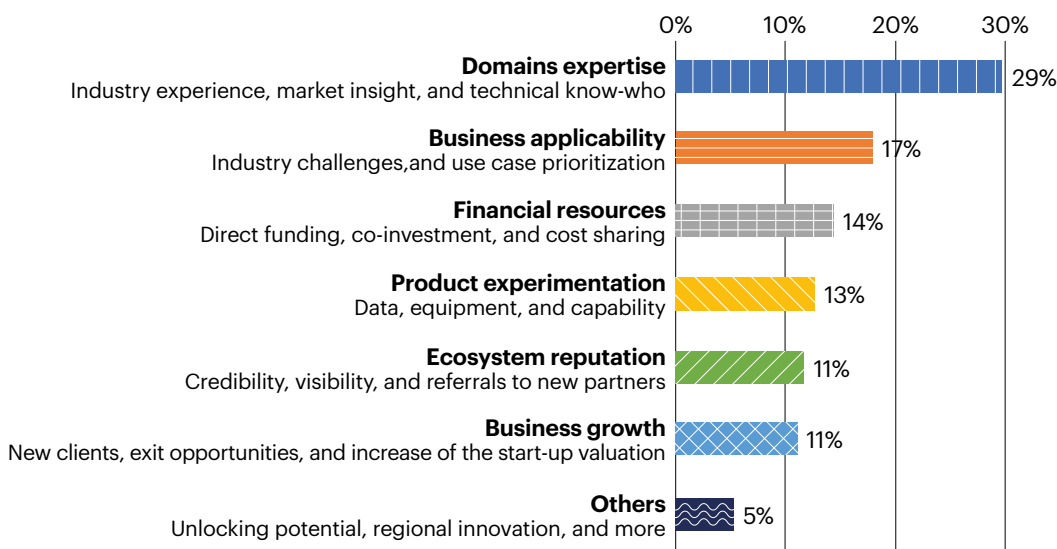 0% 10% 20% 30%
Domains expertise
Industry experience, market insight, and technical know-who
29%
Business applicability
Industry challenges,and use case prioritization
17%
Financial resources
Direct funding, co-investment, and cost sharing
14%
Product experimentation
Data, equipment, and capability
13%
Ecosystem reputation
Credibility, visibility, and referrals to new partners
11%
Business growth
New clients, exit opportunities, and increase of the start-up valuation
11%
Others
Unlocking potential, regional innovation, and more
5%